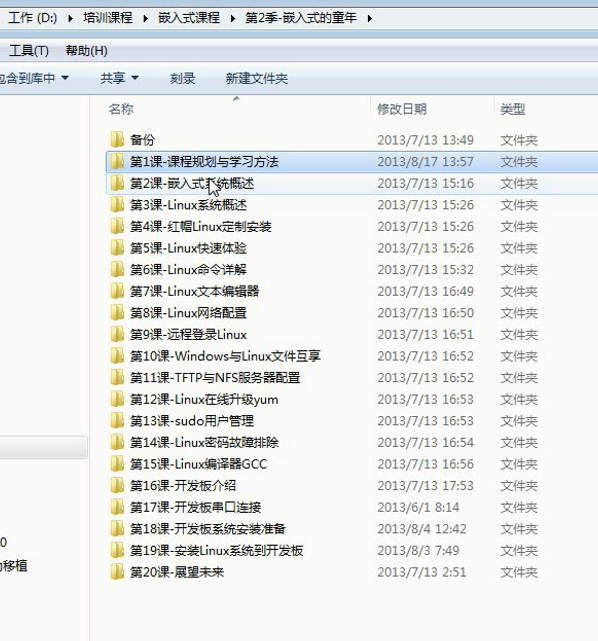 工作 (D:) ▸ 培训课程 ▸ 嵌入式课程 ▸ 第2季-嵌入式的童年 ▸
工具(T) 帮助(H)
包含到库中 共享 刻录 新建文件夹
名称 修改日期 类型
备份 2013/7/13 13:49 文件夹
第1课-课程规划与学习方法 2013/8/17 13:57 文件夹
第2课-嵌入式系统概述 2013/7/13 15:16 文件夹
第3课-Linux系统概述 2013/7/13 15:26 文件夹
第4课-红帽Linux定制安装 2013/7/13 15:26 文件夹
第5课-Linux快速体验 2013/7/13 15:26 文件夹
第6课-Linux命令详解 2013/7/13 15:32 文件夹
第7课-Linux文本编辑器 2013/7/13 16:49 文件夹
第8课-Linux网络配置 2013/7/13 16:50 文件夹
第9课-远程登录Linux 2013/7/13 16:51 文件夹
第10课-Windows与Linux文件互享 2013/7/13 16:52 文件夹
第11课-TFTP与NFS服务器配置 2013/7/13 16:52 文件夹
第12课-Linux在线升级yum 2013/7/13 16:53 文件夹
第13课-sudo用户管理 2013/7/13 16:53 文件夹
第14课-Linux密码故障排除 2013/7/13 16:54 文件夹
第15课-Linux编译器GCC 2013/7/13 16:56 文件夹
第16课-开发板介绍 2013/7/13 17:53 文件夹
第17课-开发板串口连接 2013/6/1 8:14 文件夹
第18课-开发板系统安装准备 2013/8/4 12:42 文件夹
0
第19课-安装Linux系统到开发板 2013/8/3 7:49 文件夹
移植
第20课-展望未来 2013/7/13 2:51 文件夹